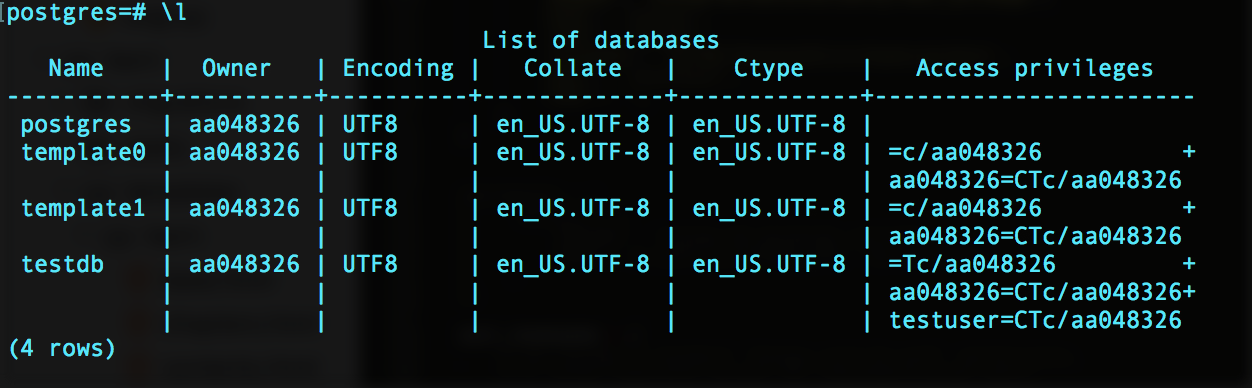 [postgres=# \l
                                  List of databases
   Name    |  Owner   | Encoding |   Collate   |    Ctype    |   Access privileges
-----------+----------+----------+-------------+-------------+-----------------------
 postgres  | aa048326 | UTF8     | en_US.UTF-8 | en_US.UTF-8 |
 template0 | aa048326 | UTF8     | en_US.UTF-8 | en_US.UTF-8 | =c/aa048326          +
           |          |          |             |             | aa048326=CTc/aa048326
 template1 | aa048326 | UTF8     | en_US.UTF-8 | en_US.UTF-8 | =c/aa048326          +
           |          |          |             |             | aa048326=CTc/aa048326
 testdb    | aa048326 | UTF8     | en_US.UTF-8 | en_US.UTF-8 | =Tc/aa048326         +
           |          |          |             |             | aa048326=CTc/aa048326+
           |          |          |             |             | testuser=CTc/aa048326
(4 rows)